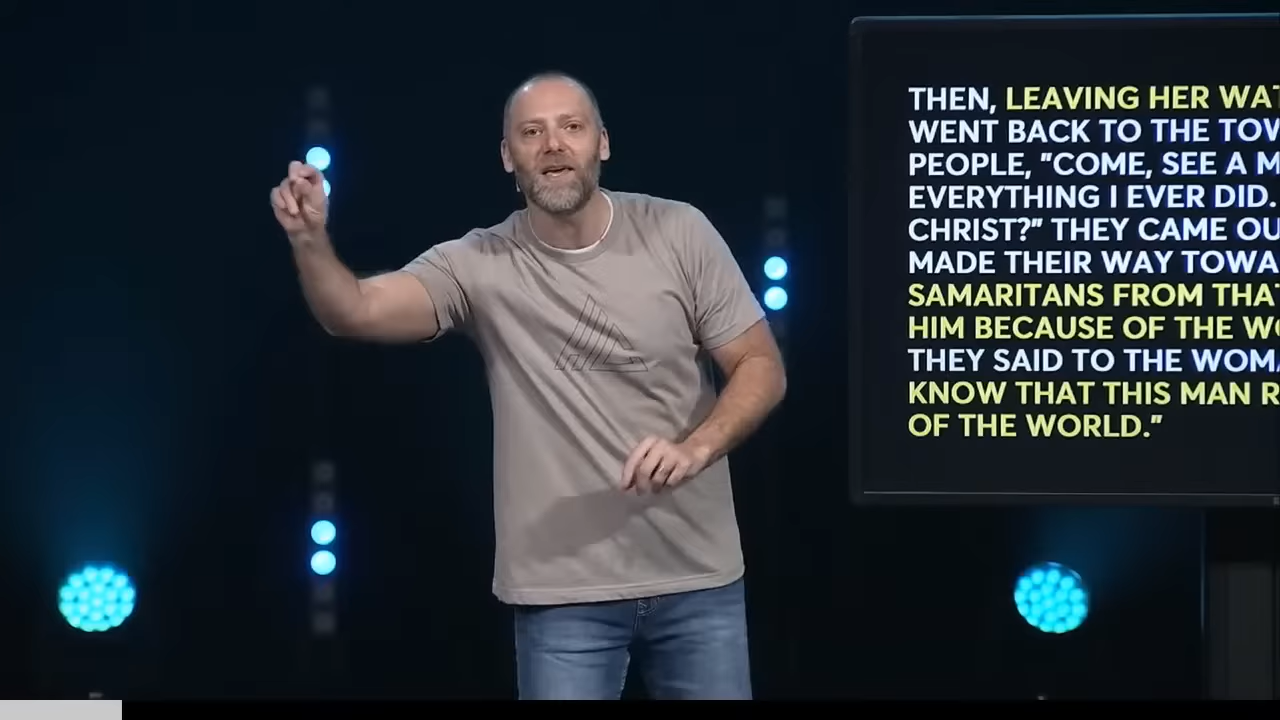 THEN, LEAVING HER WAT
WENT BACK TO THE TOW
PEOPLE, "COME, SEE A M
EVERYTHING I EVER DID.
CHRIST?" THEY CAME OU
MADE THEIR WAY TOWA
SAMARITANS FROM THAT
HIM BECAUSE OF THE WO
THEY SAID TO THE WOMA
KNOW THAT THIS MAN R
OF THE WORLD."